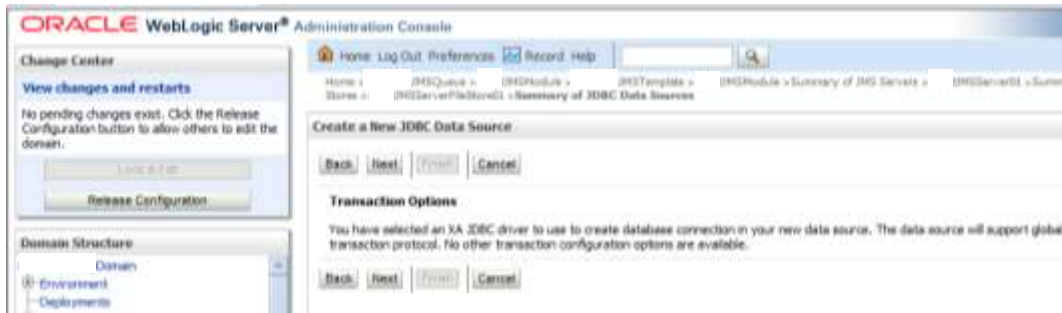 ORACLE WebLogic Server® Administration Console
Change Center
View changes and restarts
No pending changes exist. Click the Release
Configuration button to allow others to edit the
domain.
Lock & Edit
Release Configuration
Domain Structure
Domain
Environment
Deployments
Home Log Out Preferences Record Help
Home » JMSQueue » JMSModule » JMSTemplate » JMSModule »Summary of JMS Servers » JMSServer01 »
Stores » JMSServerFileStore01 »Summary of JDBC Data Sources
Create a New JDBC Data Source
Back Next Finish Cancel
Transaction Options
You have selected an XA JDBC driver to use to create database connection in your new data source. The data source will support global
transaction protocol. No other transaction configuration options are available.
Back Next Finish Cancel